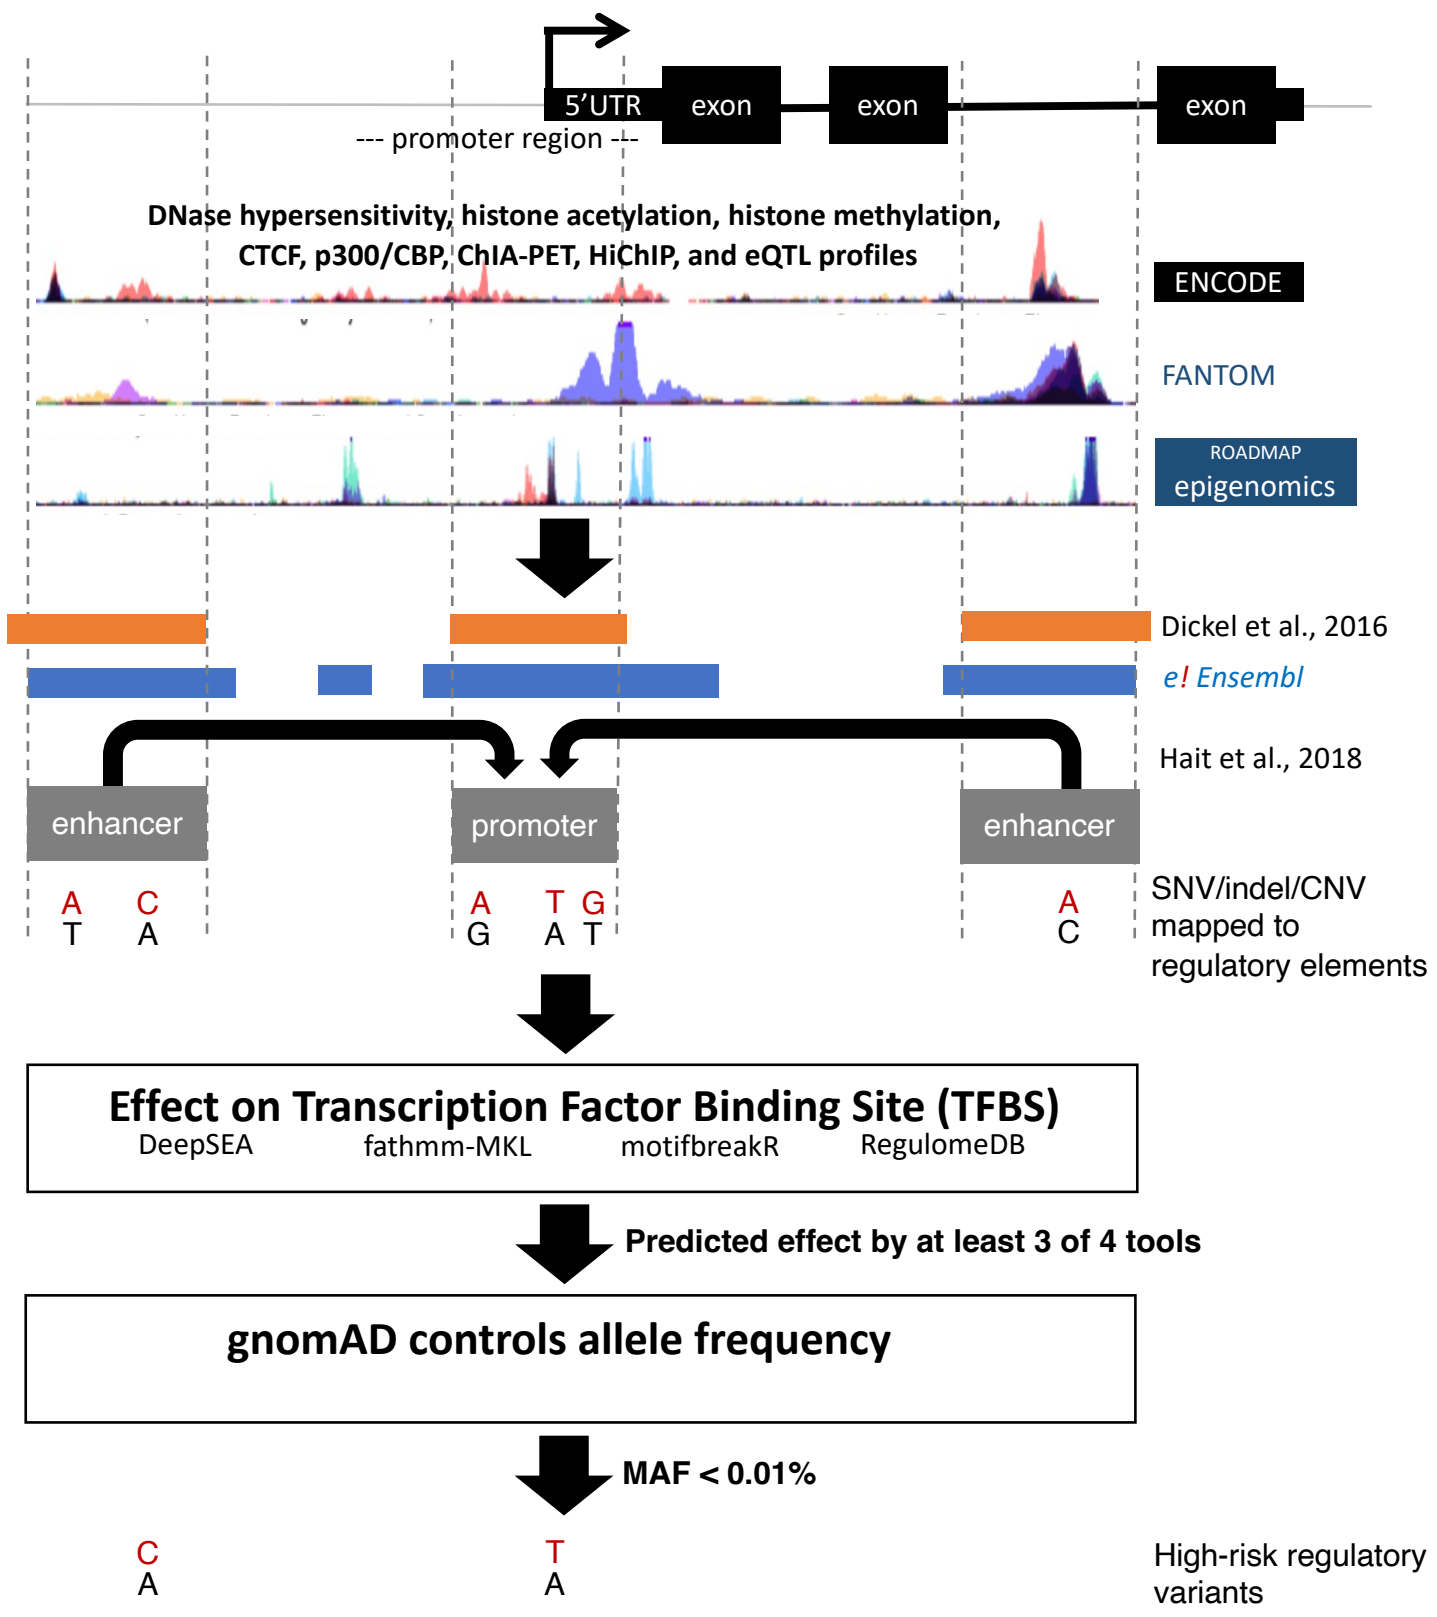 5'UTR exon exon exon
--- promoter region ---
DNase hypersensitivity, histone acetylation, histone methylation,
CTCF, p300/CBP, ChIA-PET, HiChIP, and eQTL profiles
ENCODE
FANTOM
ROADMAP
epigenomics
Dickel et al., 2016
e! Ensembl
Hait et al., 2018
enhancer promoter enhancer
A C A T G A
T A G A T C
SNV/indel/CNV
mapped to
regulatory elements
Effect on Transcription Factor Binding Site (TFBS)
DeepSEA fathmm-MKL motifbreakR RegulomeDB
Predicted effect by at least 3 of 4 tools
gnomAD controls allele frequency
MAF < 0.01%
C T
A A
High-risk regulatory
variants